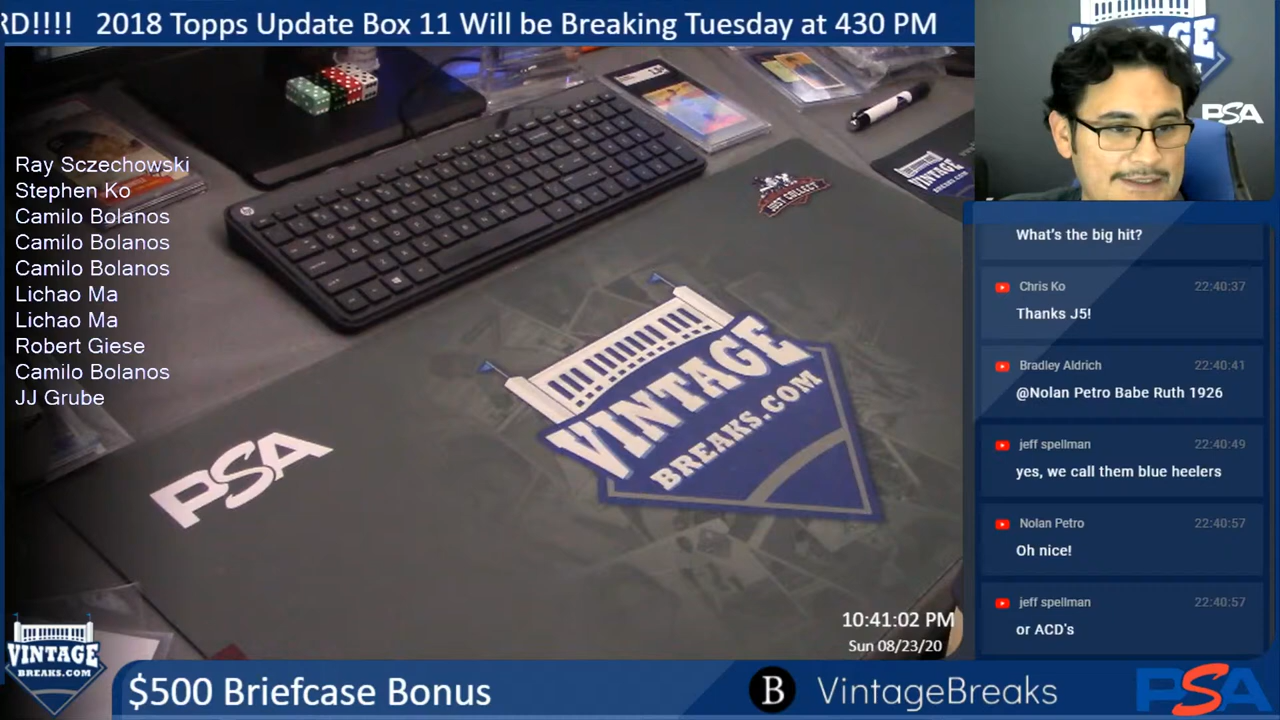 RD!!!! 2018 Topps Update Box 11 Will be Breaking Tuesday at 430 PM
PSA
Ray Sczechowski
Stephen Ko
Camilo Bolanos
Camilo Bolanos
Camilo Bolanos
Lichao Ma
Lichao Ma
Robert Giese
Camilo Bolanos
JJ Grube
hp
JUST COLLECT
VINTAGE
VINTAGE
BREAKS.COM
PSA
What's the big hit?
Chris Ko 22:40:37
Thanks J5!
Bradley Aldrich 22:40:41
@Nolan Petro Babe Ruth 1926
jeff spellman 22:40:49
yes, we call them blue heelers
Nolan Petro 22:40:57
Oh nice!
jeff spellman 22:40:57
or ACD's
10:41:02 PM
Sun 08/23/20
VINTAGE
BREAKS.COM
$500 Briefcase Bonus
B VintageBreaks
PSA